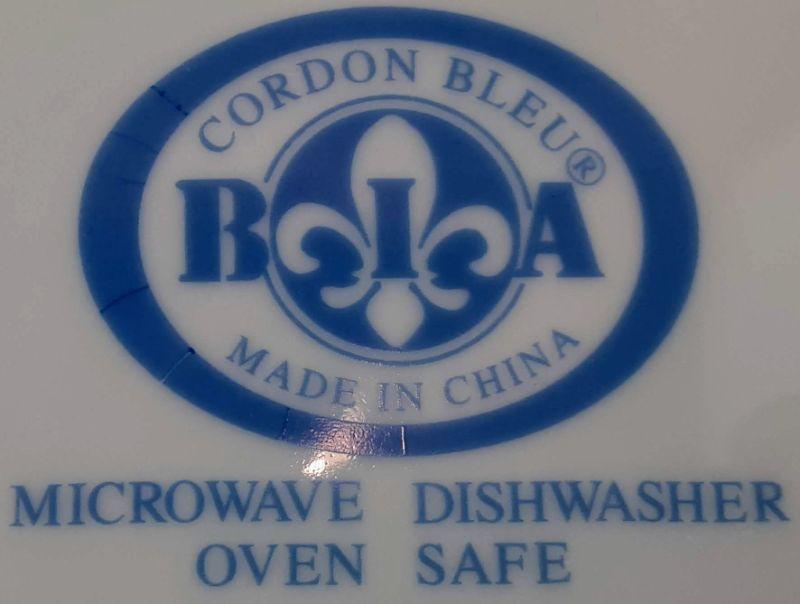 CORDON BLEU®
BIA
MADE IN CHINA
MICROWAVE DISHWASHER
OVEN SAFE